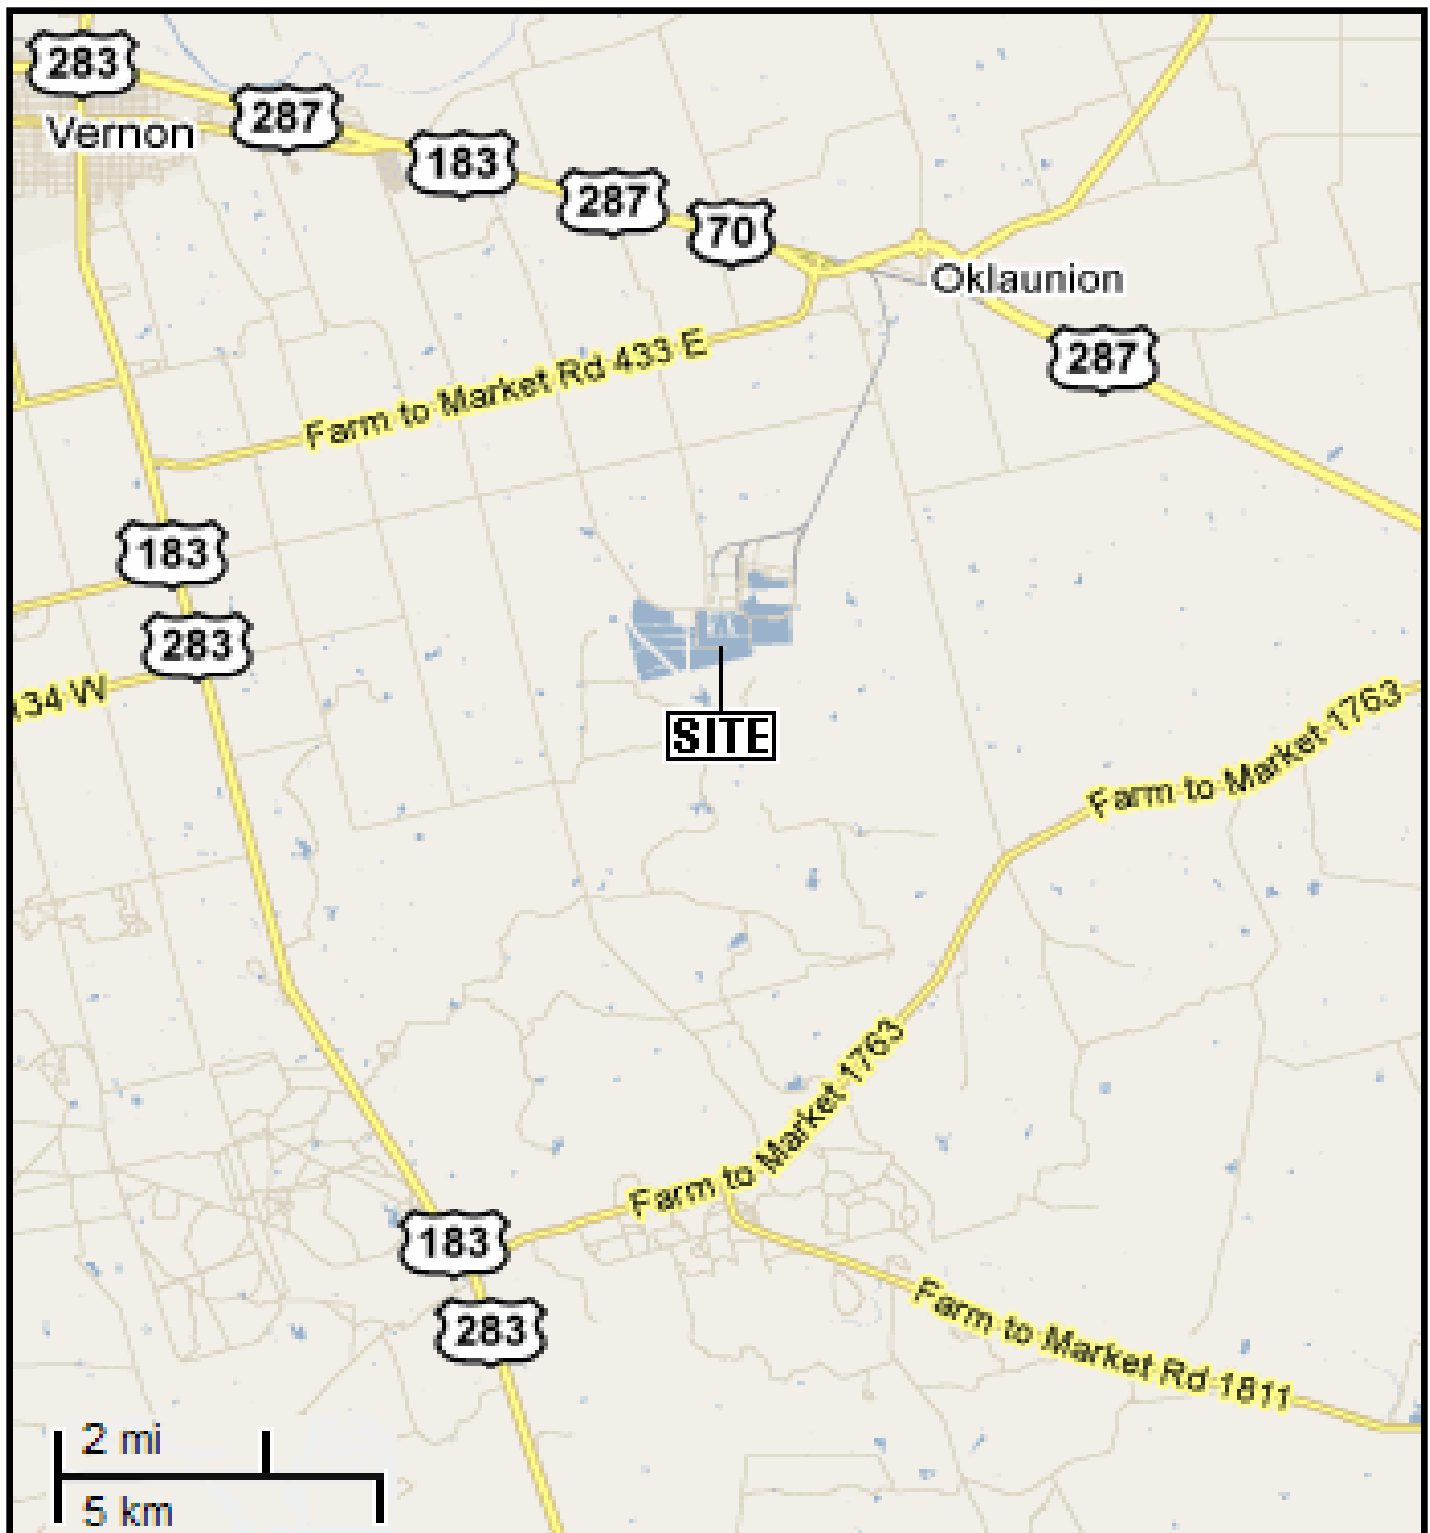 283
287
Vernon
183
287
70
Oklaunion
287
Farm to Market Rd 433 E
183
283
34 W
SITE
Farm to Market 1763
Farm to Market 1763
183
283
Farm to Market Rd 1811
2 mi
5 km